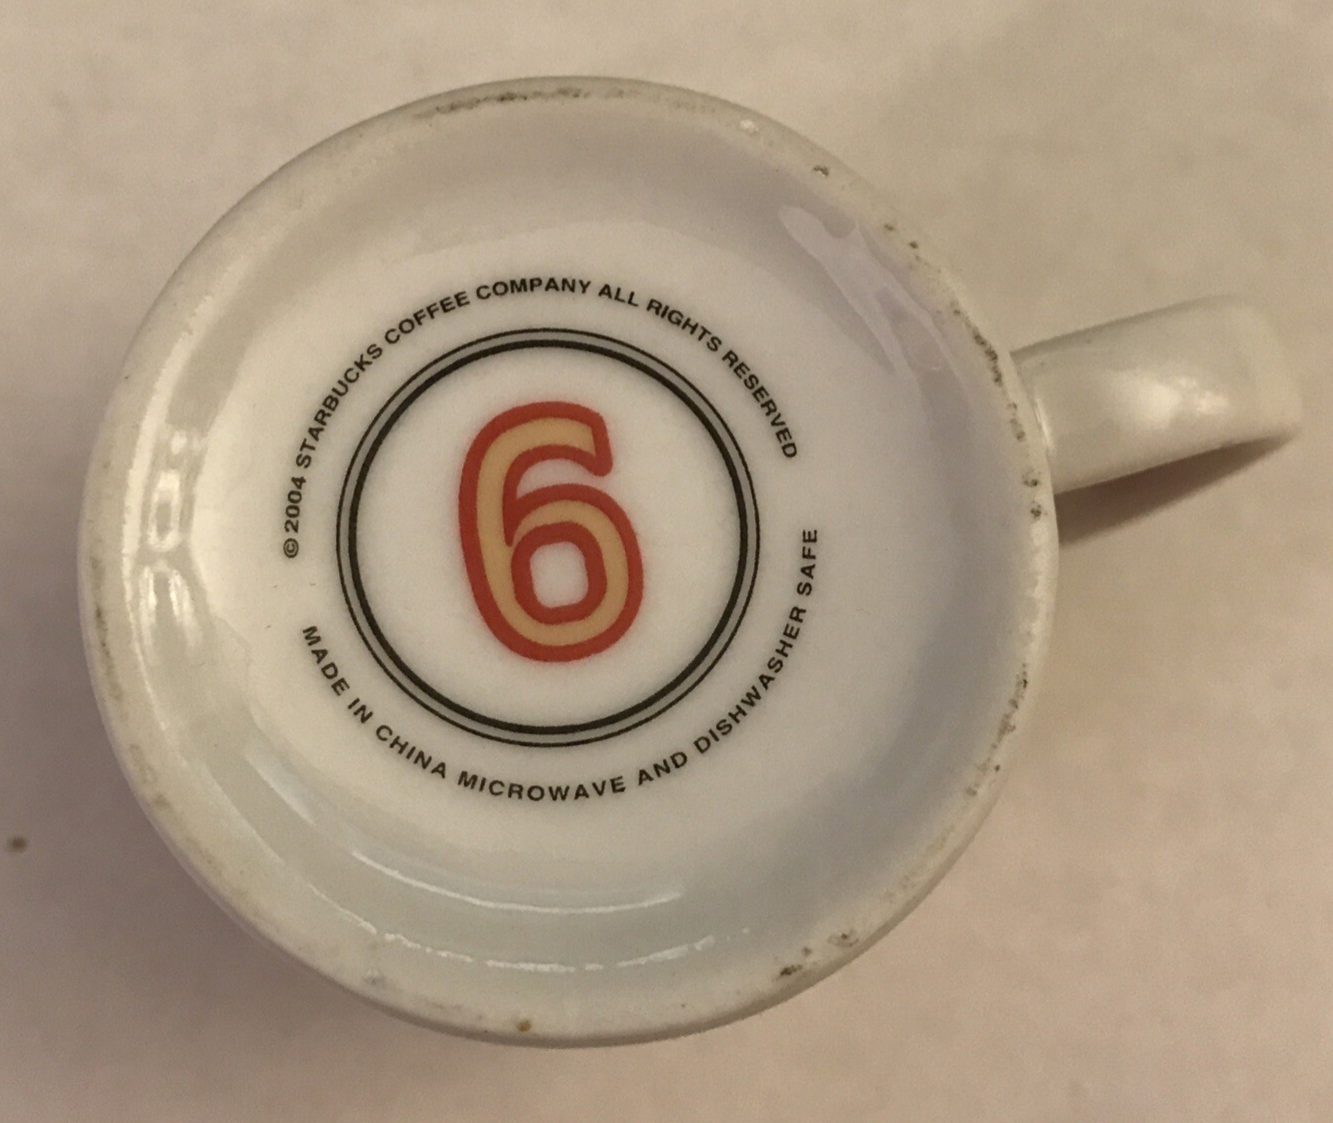 © 2004 STARBUCKS COFFEE COMPANY ALL RIGHTS RESERVED
6
MADE IN CHINA MICROWAVE AND DISHWASHER SAFE